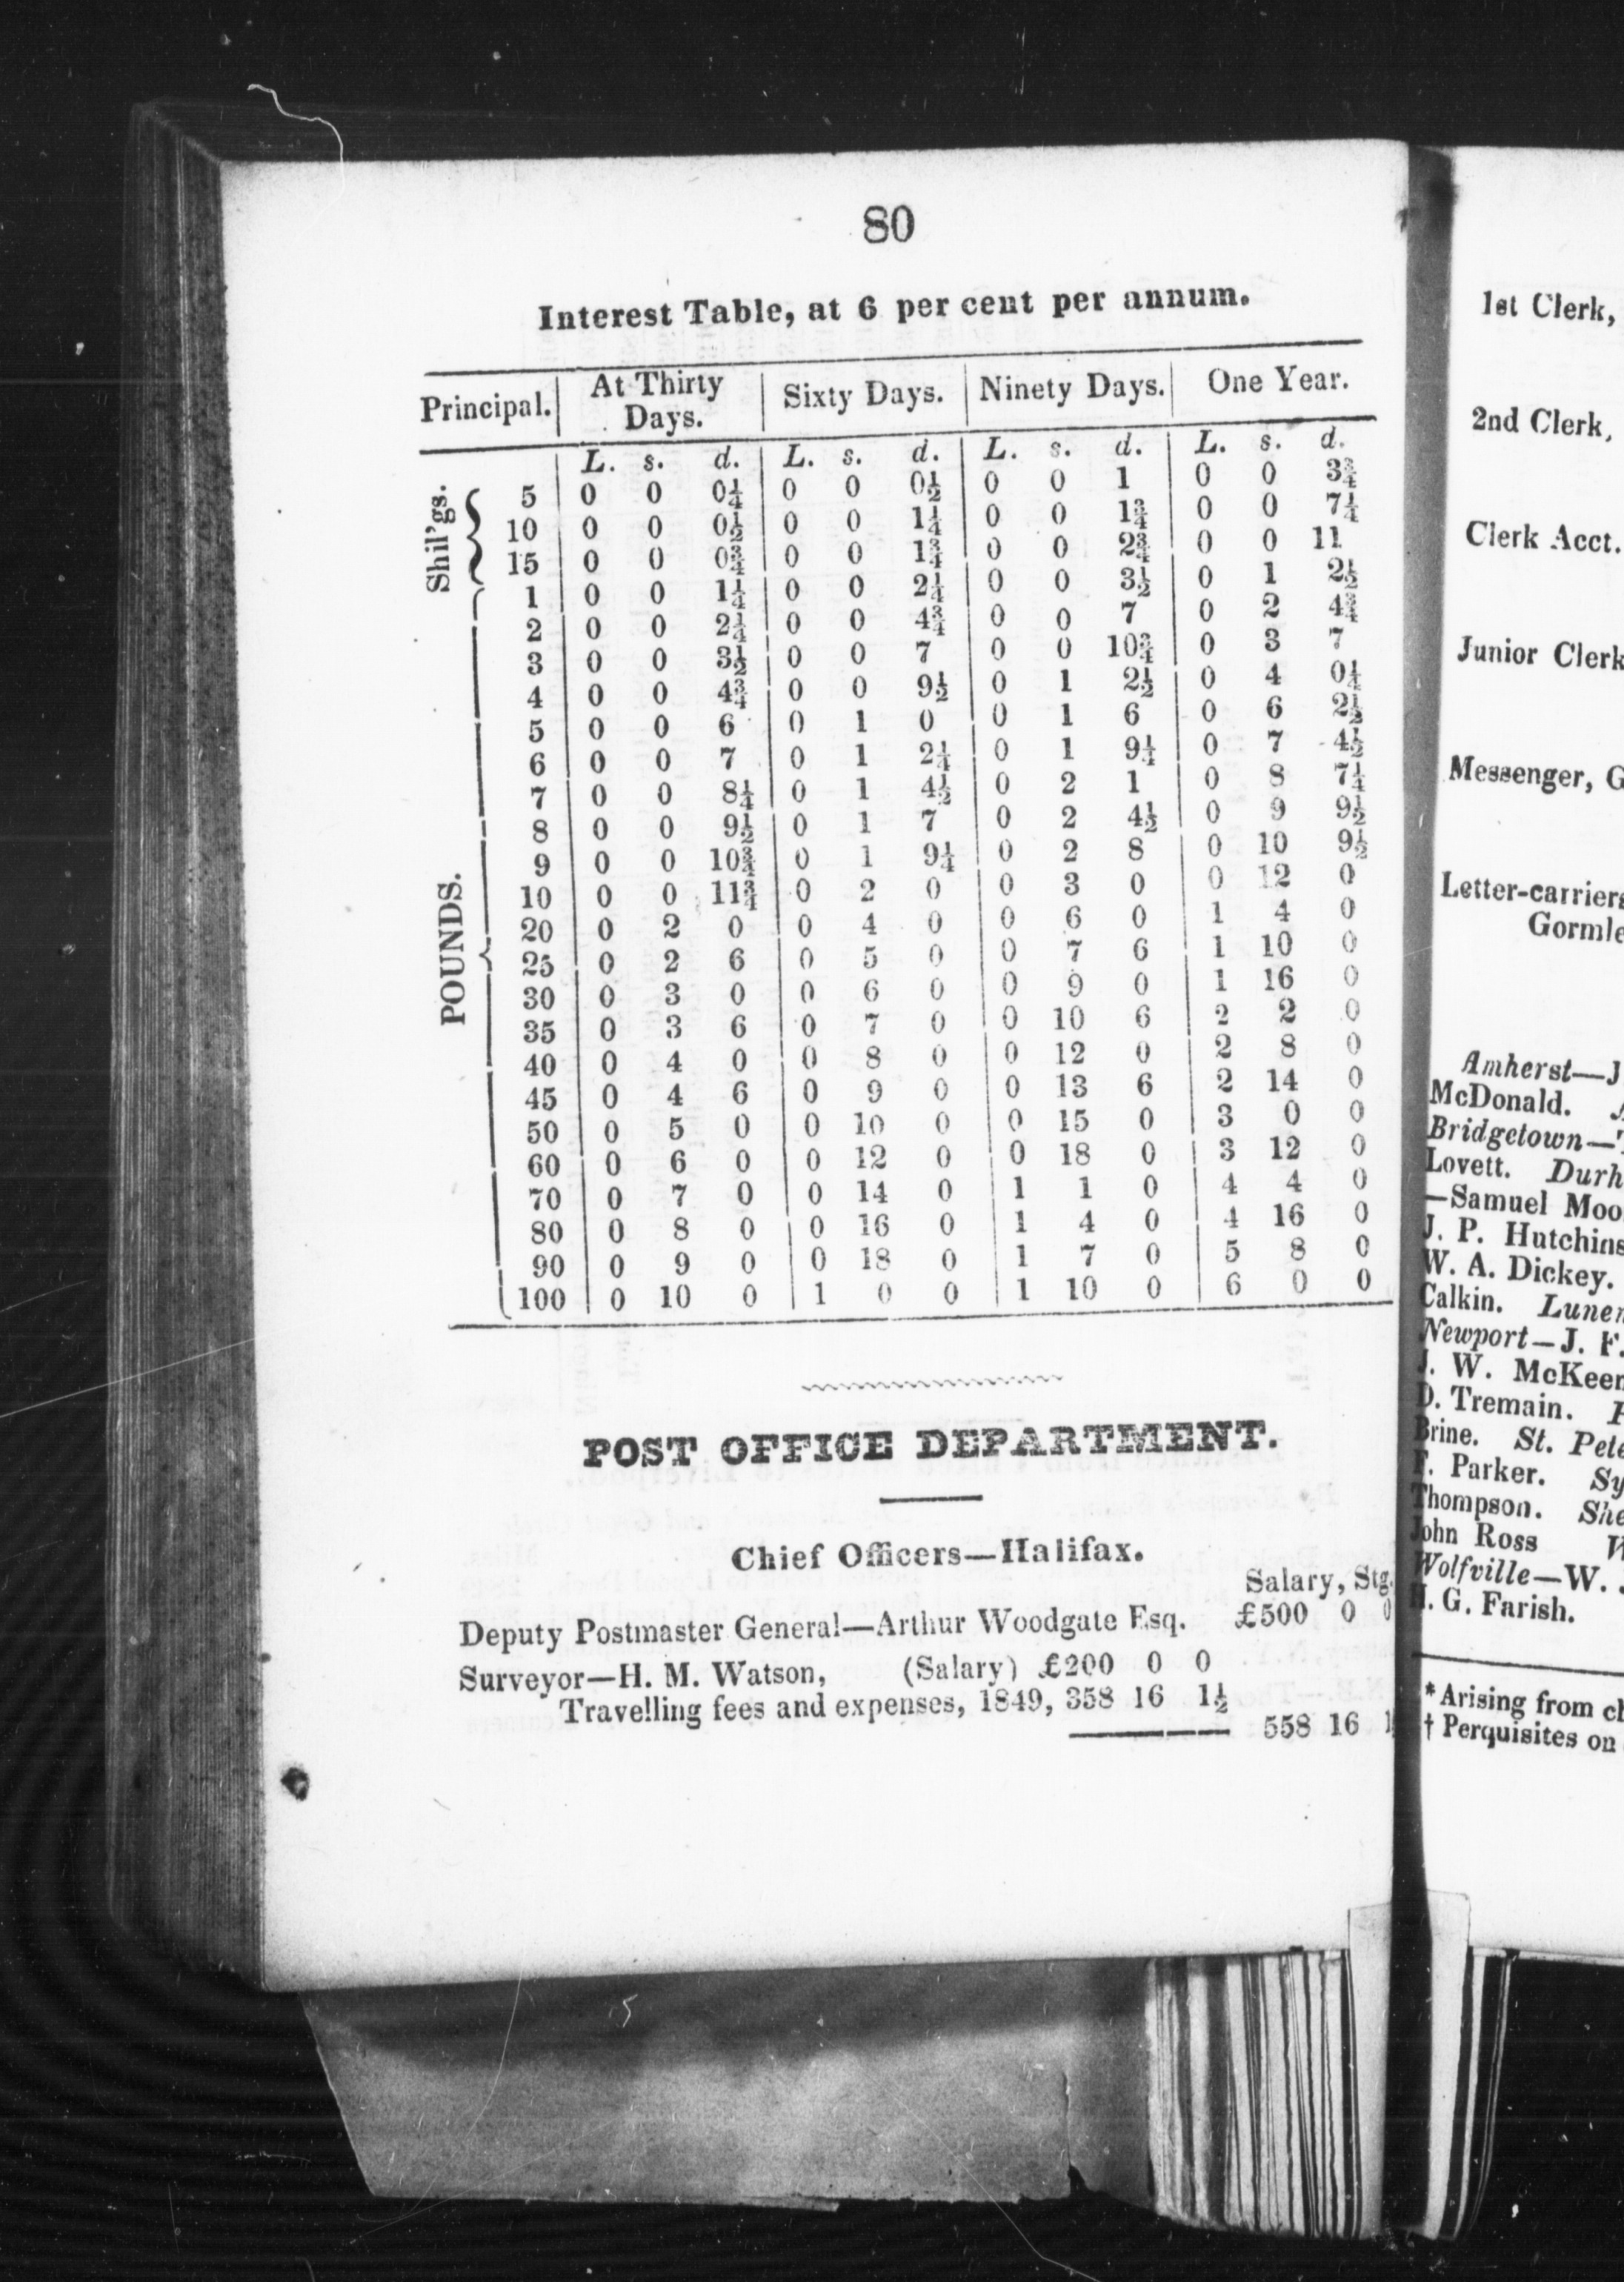 80
Interest Table, at 6 per cent per annum.
Principal. At Thirty Days. Sixty Days. Ninety Days. One Year.
L. s. d. L. s. d. L. s. d. L. s. d.
Shil'gs.
5 0 0 0¼ 0 0 0½ 0 0 1 0 0 3¾
10 0 0 0½ 0 0 1¼ 0 0 1¾ 0 0 7¼
15 0 0 0¾ 0 0 1¾ 0 0 2¾ 0 0 11
POUNDS.
1 0 0 1¼ 0 0 2¼ 0 0 3½ 0 1 2½
2 0 0 2¼ 0 0 4¾ 0 0 7 0 2 4¾
3 0 0 3½ 0 0 7 0 0 10¾ 0 3 7
4 0 0 4¾ 0 0 9½ 0 1 2½ 0 4 0¼
5 0 0 6 0 1 0 0 1 6 0 6 2½
6 0 0 7 0 1 2¼ 0 1 9¼ 0 7 4½
7 0 0 8¼ 0 1 4½ 0 2 1 0 8 7¼
8 0 0 9½ 0 1 7 0 2 4½ 0 9 9½
9 0 0 10¾ 0 1 9¼ 0 2 8 0 10 9½
10 0 0 11¾ 0 2 0 0 3 0 0 12 0
20 0 2 0 0 4 0 0 6 0 1 4 0
25 0 2 6 0 5 0 0 7 6 1 10 0
30 0 3 0 0 6 0 0 9 0 1 16 0
35 0 3 6 0 7 0 0 10 6 2 2 0
40 0 4 0 0 8 0 0 12 0 2 8 0
45 0 4 6 0 9 0 0 13 6 2 14 0
50 0 5 0 0 10 0 0 15 0 3 0 0
60 0 6 0 0 12 0 0 18 0 3 12 0
70 0 7 0 0 14 0 1 1 0 4 4 0
80 0 8 0 0 16 0 1 4 0 4 16 0
90 0 9 0 0 18 0 1 7 0 5 8 0
100 0 10 0 1 0 0 1 10 0 6 0 0
POST OFFICE DEPARTMENT.
Chief Officers—Halifax.
Salary, Stg.
Deputy Postmaster General—Arthur Woodgate Esq. £500 0 0
Surveyor—H. M. Watson, (Salary) £200 0 0
Travelling fees and expenses, 1849, 358 16 1½
558 16 1
1st Clerk,
2nd Clerk,
Clerk Acct.
Junior Clerk
Messenger, G
Letter-carriers
Gormle
Amherst—J
McDonald.
Bridgetown—
Lovett. Durh
—Samuel Moo
J. P. Hutchins
W. A. Dickey.
Calkin. Lunen
Newport—J. F.
J. W. McKeen
D. Tremain. P
Brine. St. Pete
F. Parker. Sy
Thompson. She
John Ross W
Wolfville—W.
H. G. Farish.
*Arising from ch
† Perquisites on